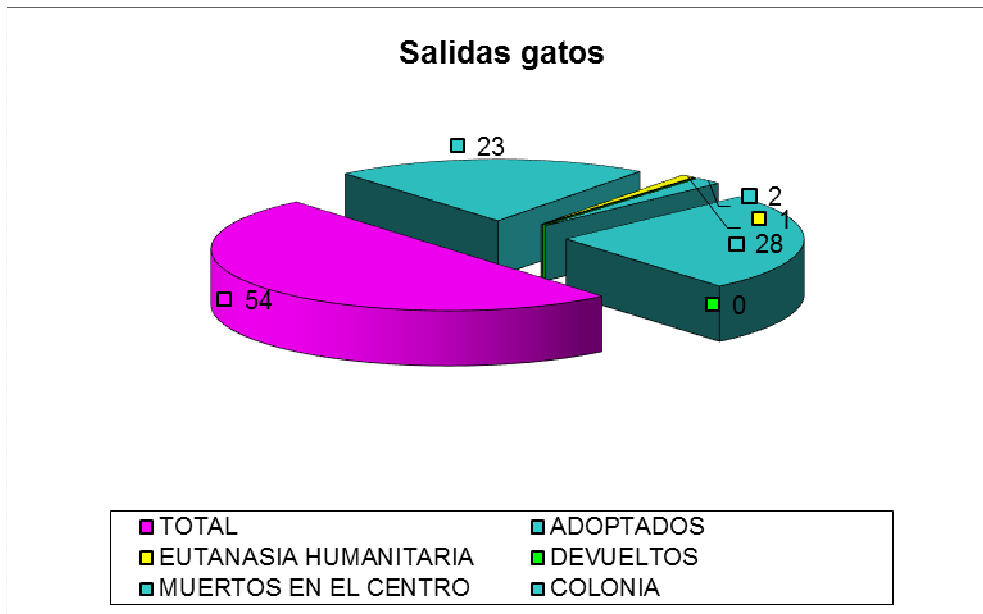 Salidas gatos
23
2
1
28
54
0
TOTAL
ADOPTADOS
EUTANASIA HUMANITARIA
DEVUELTOS
MUERTOS EN EL CENTRO
COLONIA